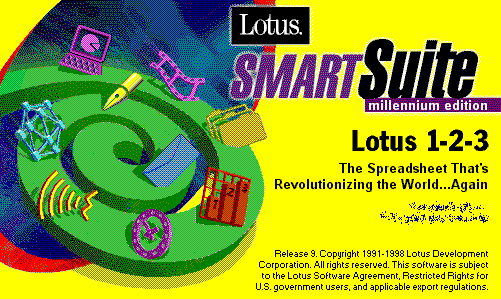 Lotus.
SMARTSuite
millennium edition
Lotus 1-2-3
The Spreadsheet That's
Revolutionizing the World...Again
Release 9. Copyright 1991-1998 Lotus Development
Corporation. All rights reserved. This software is subject
to the Lotus Software Agreement, Restricted Rights for
U.S. government users, and applicable export regulations.